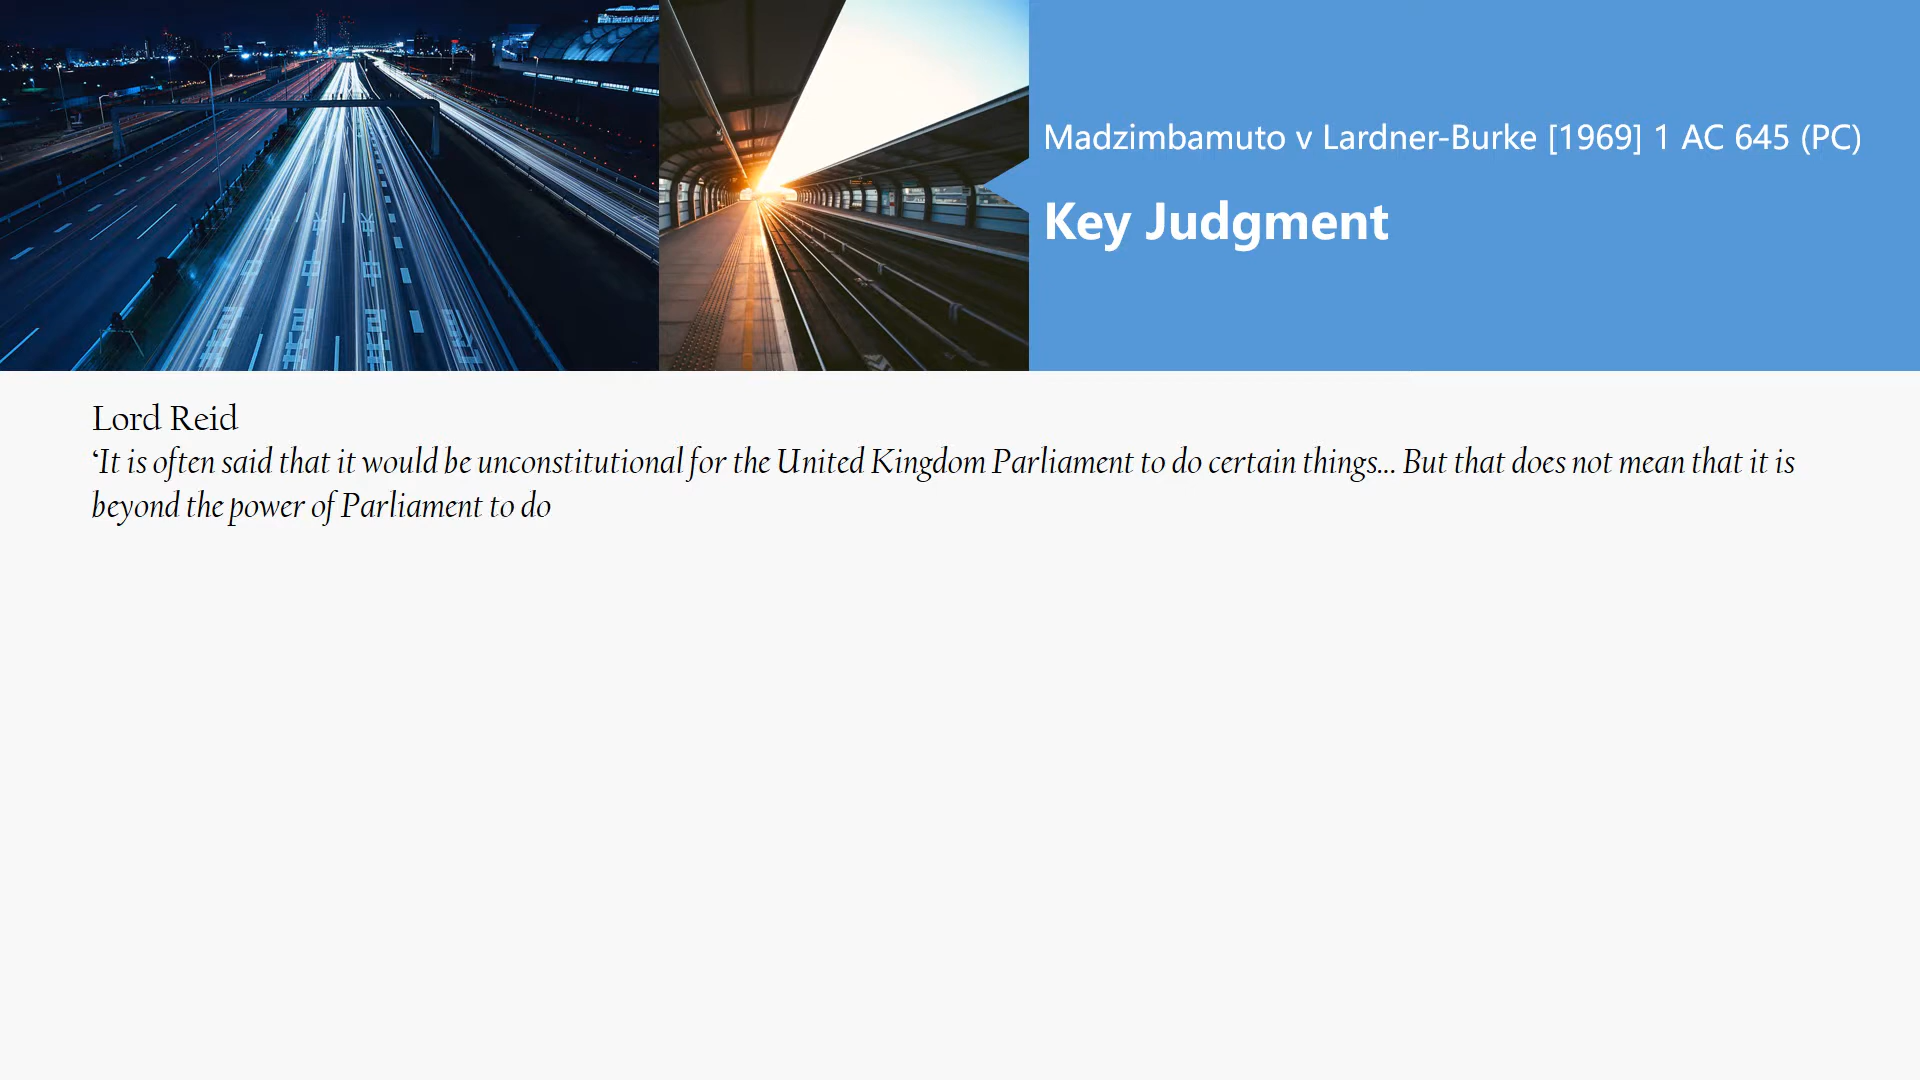 Madzimbamuto v Lardner-Burke [1969] 1 AC 645 (PC)
Key Judgment
Lord Reid
‘It is often said that it would be unconstitutional for the United Kingdom Parliament to do certain things... But that does not mean that it is
beyond the power of Parliament to do